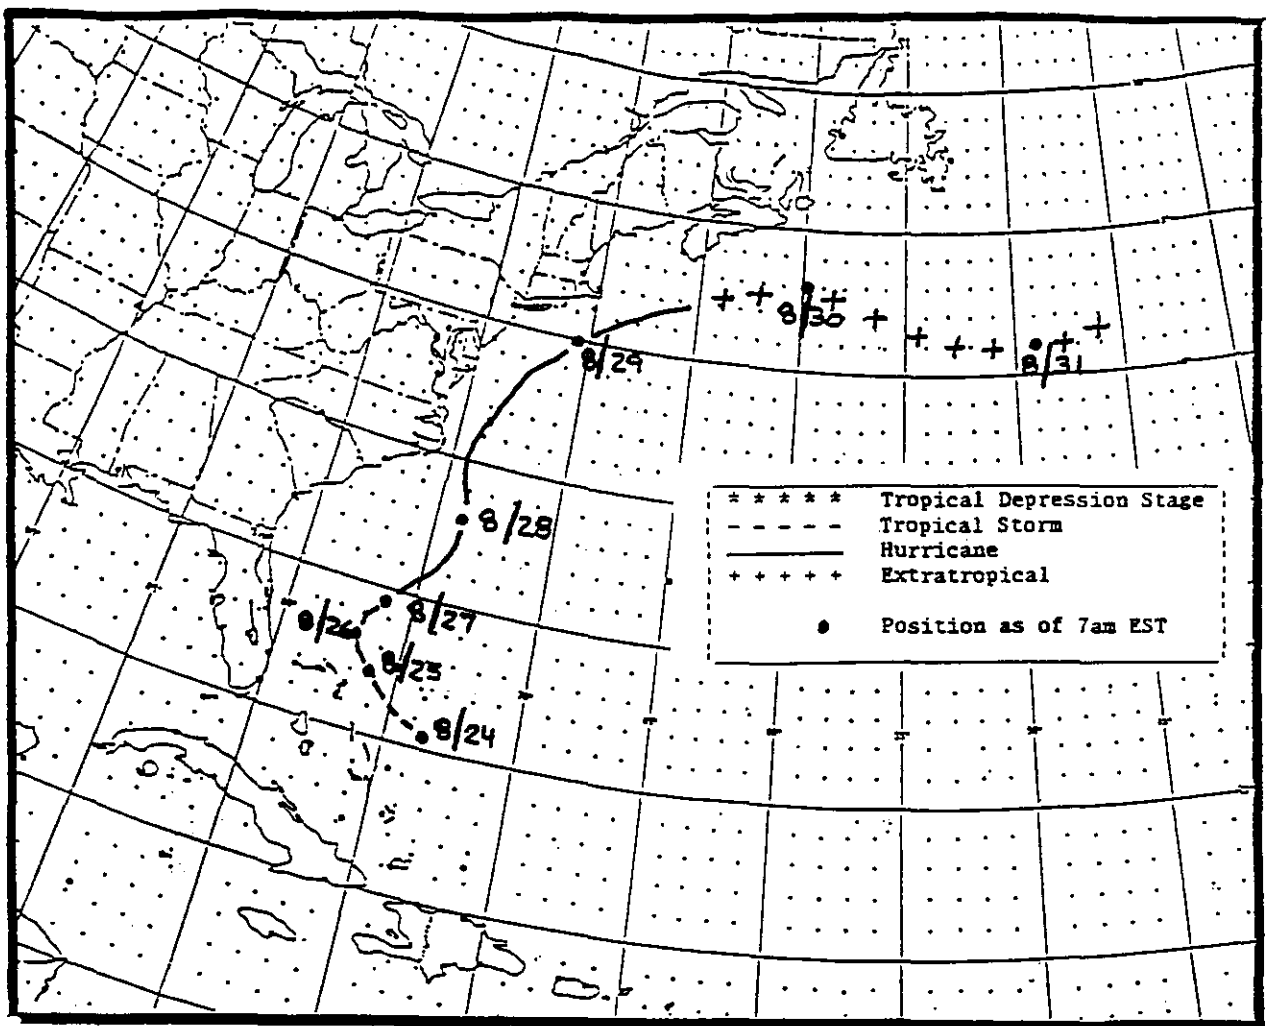 8/30
8/31
8/29
* * * * * Tropical Depression Stage
- - - - - Tropical Storm
Hurricane
+ + + + + Extratropical
● Position as of 7am EST
8/28
8/26
8/27
8/25
8/24